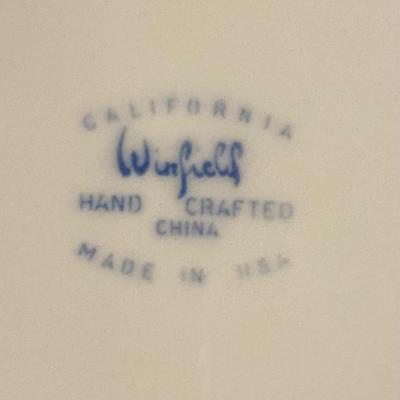 CALIFORNIA
Winfield
HAND CRAFTED
CHINA
MADE IN USA